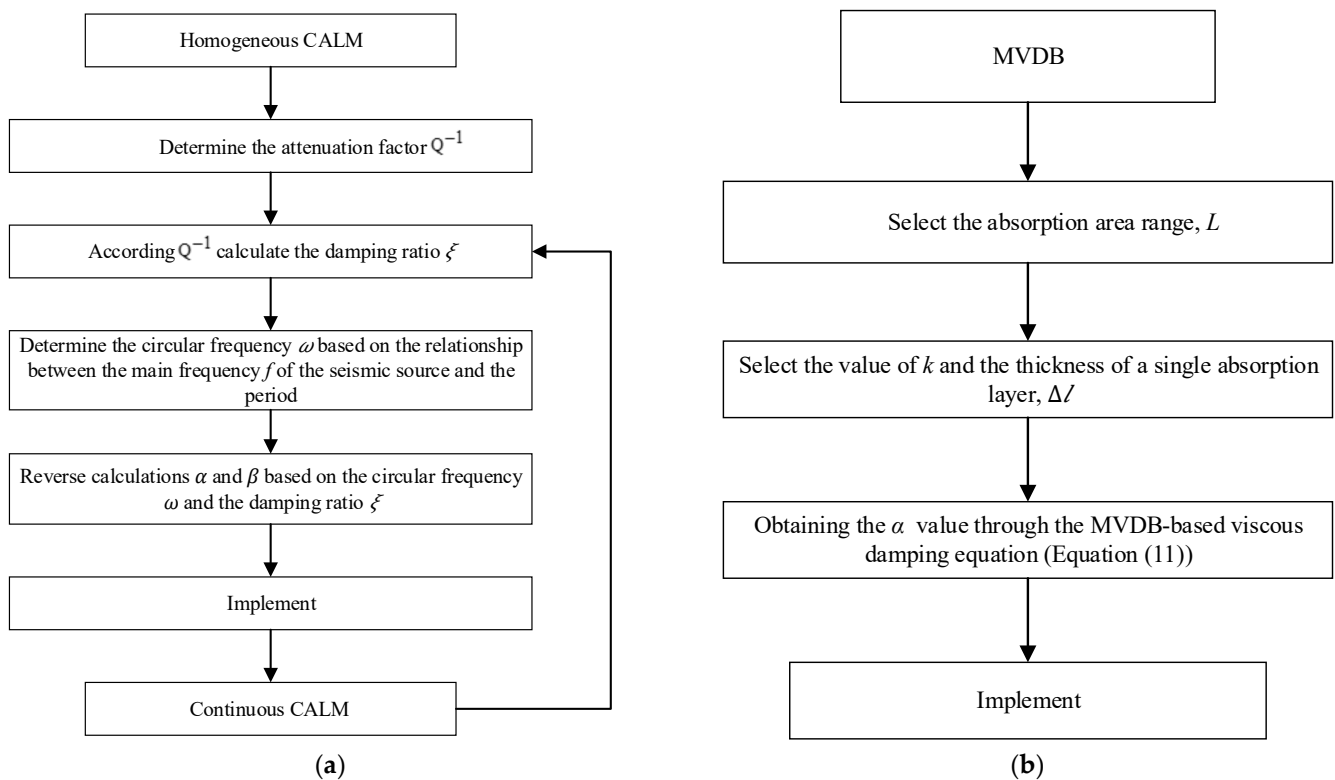 Homogeneous CALM
Determine the attenuation factor Q⁻¹
According Q⁻¹ calculate the damping ratio ξ
Determine the circular frequency ω based on the relationship
between the main frequency f of the seismic source and the
period
Reverse calculations α and β based on the circular frequency
ω and the damping ratio ξ
Implement
Continuous CALM
(a)
MVDB
Select the absorption area range, L
Select the value of k and the thickness of a single absorption
layer, Δl
Obtaining the α value through the MVDB-based viscous
damping equation (Equation (11))
Implement
(b)